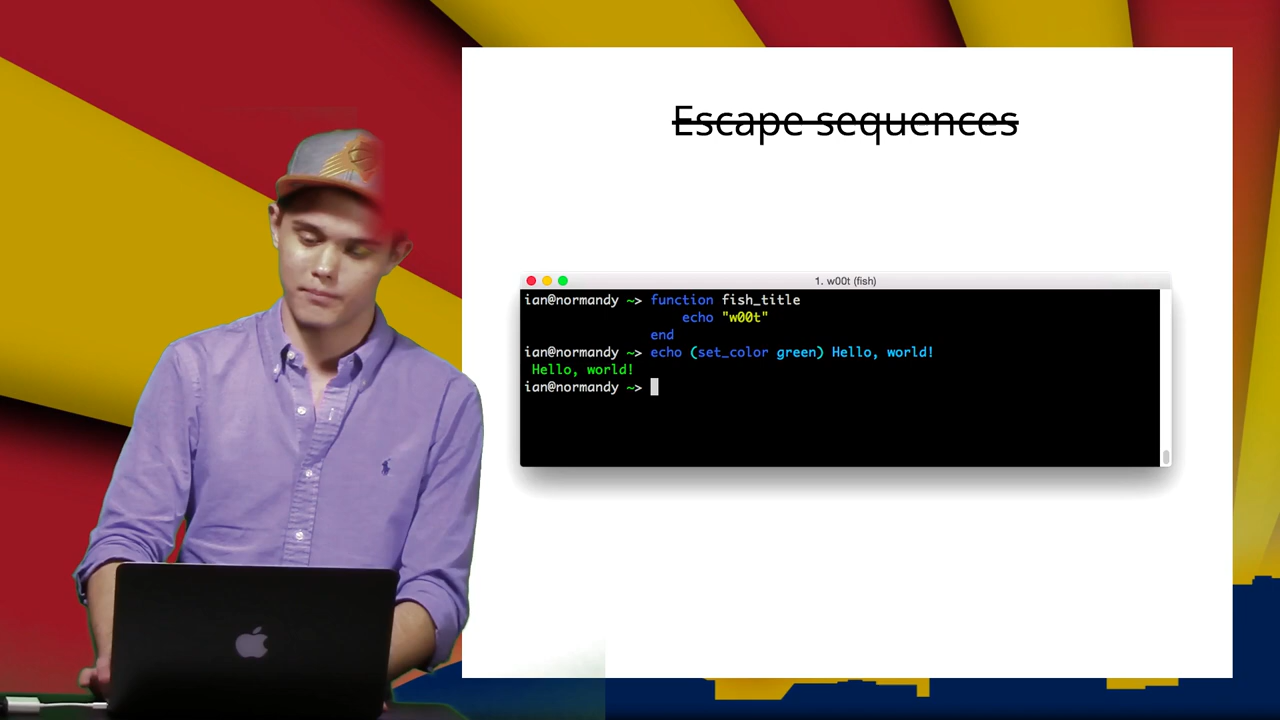 Escape sequences
1. w00t (fish)
ian@normandy ~> function fish_title
echo "w00t"
end
ian@normandy ~> echo (set_color green) Hello, world!
Hello, world!
ian@normandy ~>